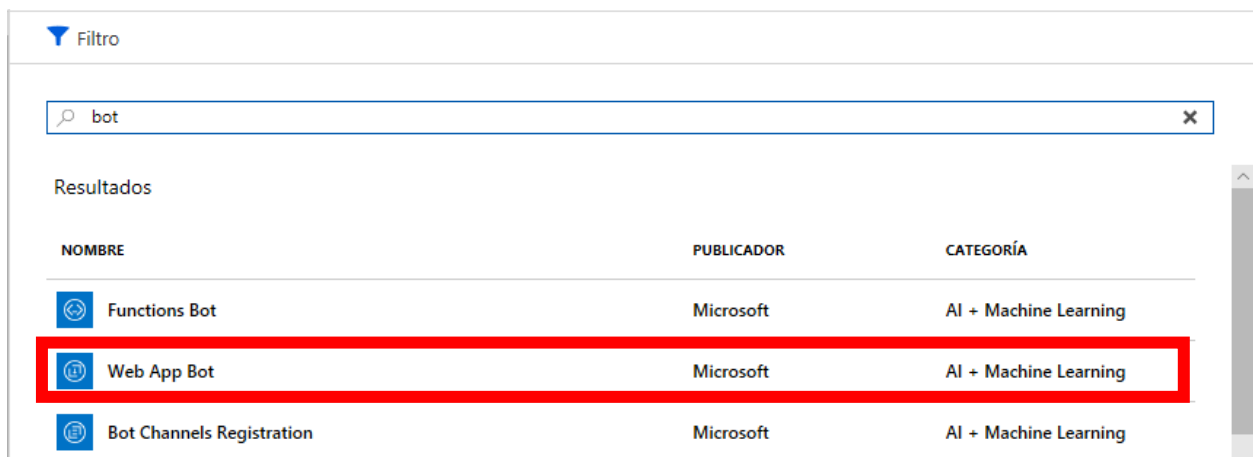 Filtro
bot
Resultados
NOMBRE PUBLICADOR CATEGORÍA
Functions Bot Microsoft AI + Machine Learning
Web App Bot Microsoft AI + Machine Learning
Bot Channels Registration Microsoft AI + Machine Learning